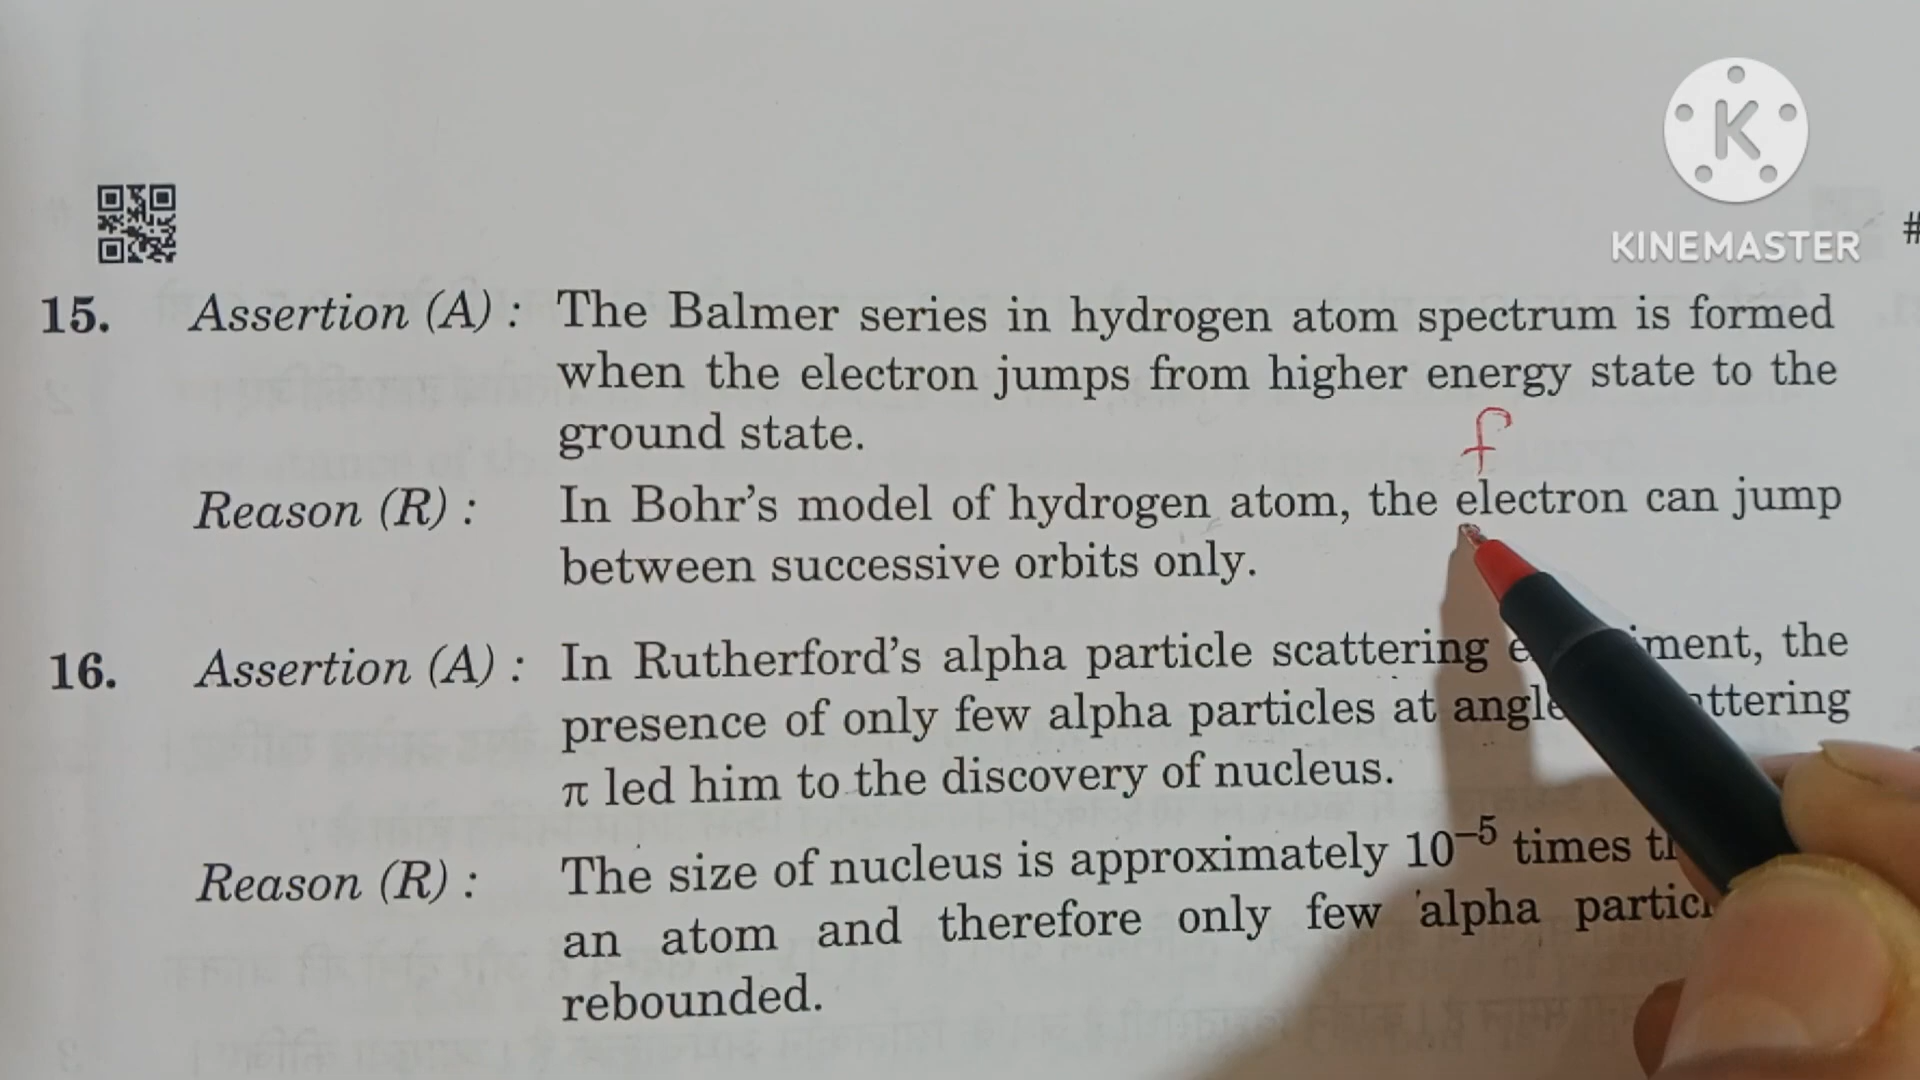 KINEMASTER
#
15. Assertion (A) : The Balmer series in hydrogen atom spectrum is formed
when the electron jumps from higher energy state to the
ground state.
f
Reason (R) : In Bohr's model of hydrogen atom, the electron can jump
between successive orbits only.
16. Assertion (A) : In Rutherford's alpha particle scattering the
presence of only few alpha particles at
π led him to the discovery of nucleus.
Reason (R) : The size of nucleus is approximately 10⁻⁵ times
an atom and therefore only few alpha
rebounded.